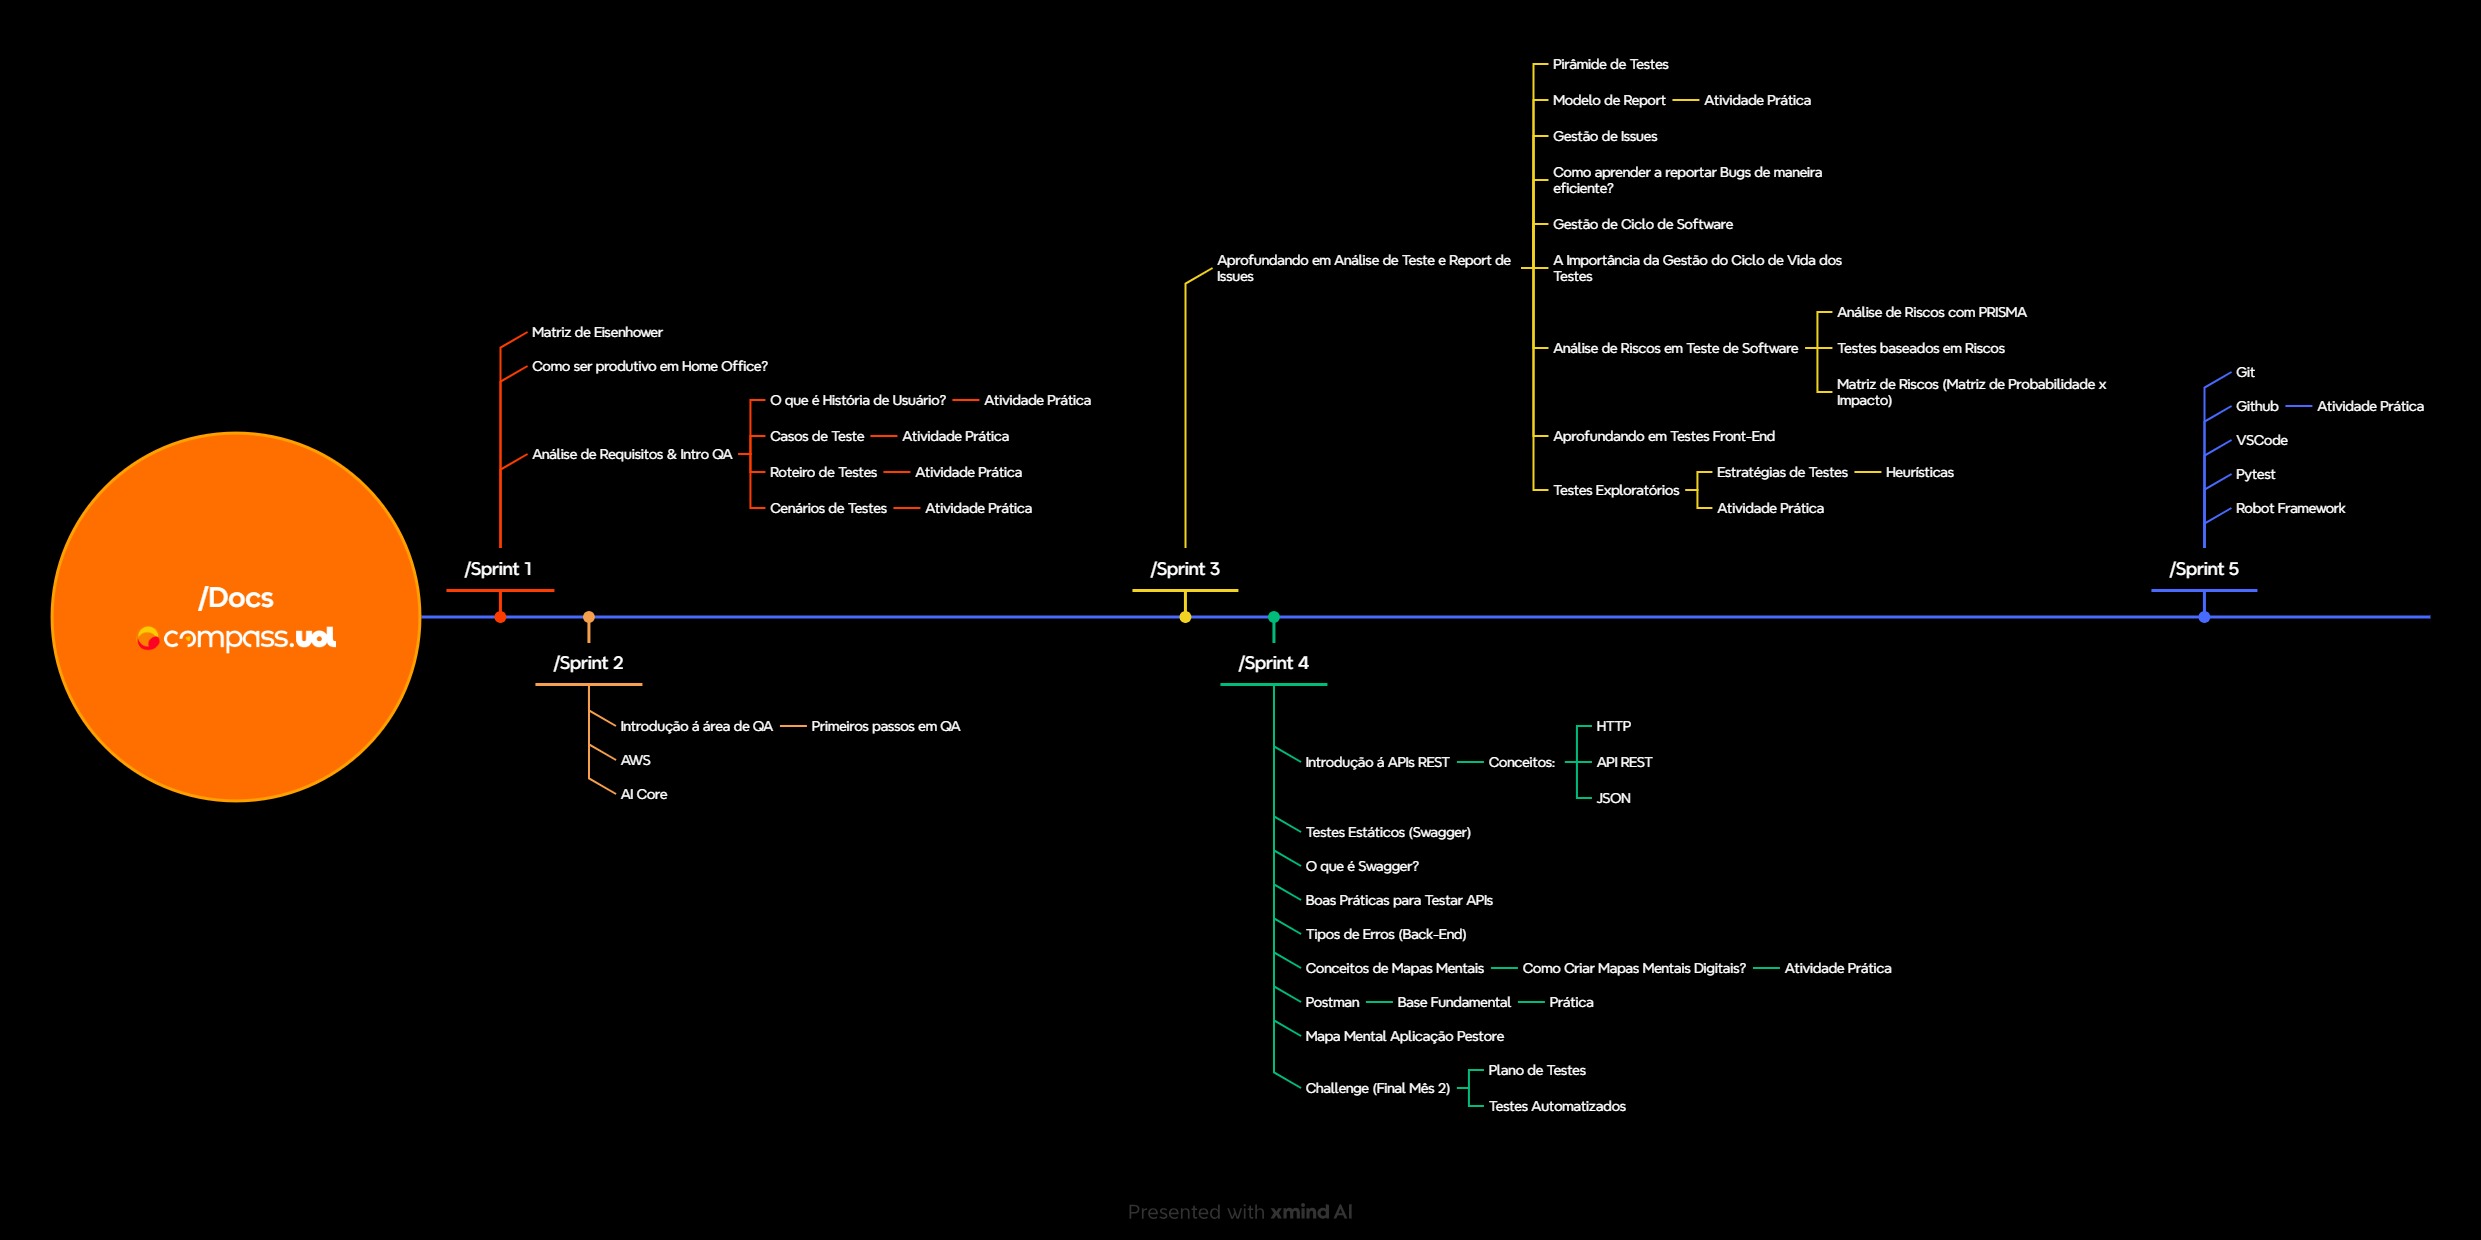 /Docs
compass.uol
/Sprint 1
Matriz de Eisenhower
Como ser produtivo em Home Office?
Análise de Requisitos & Intro QA
O que é História de Usuário?
Atividade Prática
Casos de Teste
Atividade Prática
Roteiro de Testes
Atividade Prática
Cenários de Testes
Atividade Prática
/Sprint 2
Introdução á área de QA
Primeiros passos em QA
AWS
AI Core
/Sprint 3
Aprofundando em Análise de Teste e Report de
Issues
Pirâmide de Testes
Modelo de Report
Atividade Prática
Gestão de Issues
Como aprender a reportar Bugs de maneira
eficiente?
Gestão de Ciclo de Software
A Importância da Gestão do Ciclo de Vida dos
Testes
Análise de Riscos em Teste de Software
Análise de Riscos com PRISMA
Testes baseados em Riscos
Matriz de Riscos (Matriz de Probabilidade x
Impacto)
Aprofundando em Testes Front-End
Testes Exploratórios
Estratégias de Testes
Heurísticas
Atividade Prática
/Sprint 4
Introdução á APIs REST
Conceitos:
HTTP
API REST
JSON
Testes Estáticos (Swagger)
O que é Swagger?
Boas Práticas para Testar APIs
Tipos de Erros (Back-End)
Conceitos de Mapas Mentais
Como Criar Mapas Mentais Digitais?
Atividade Prática
Postman
Base Fundamental
Prática
Mapa Mental Aplicação Pestore
Challenge (Final Mês 2)
Plano de Testes
Testes Automatizados
/Sprint 5
Git
Github
Atividade Prática
VSCode
Pytest
Robot Framework
Presented with xmind AI